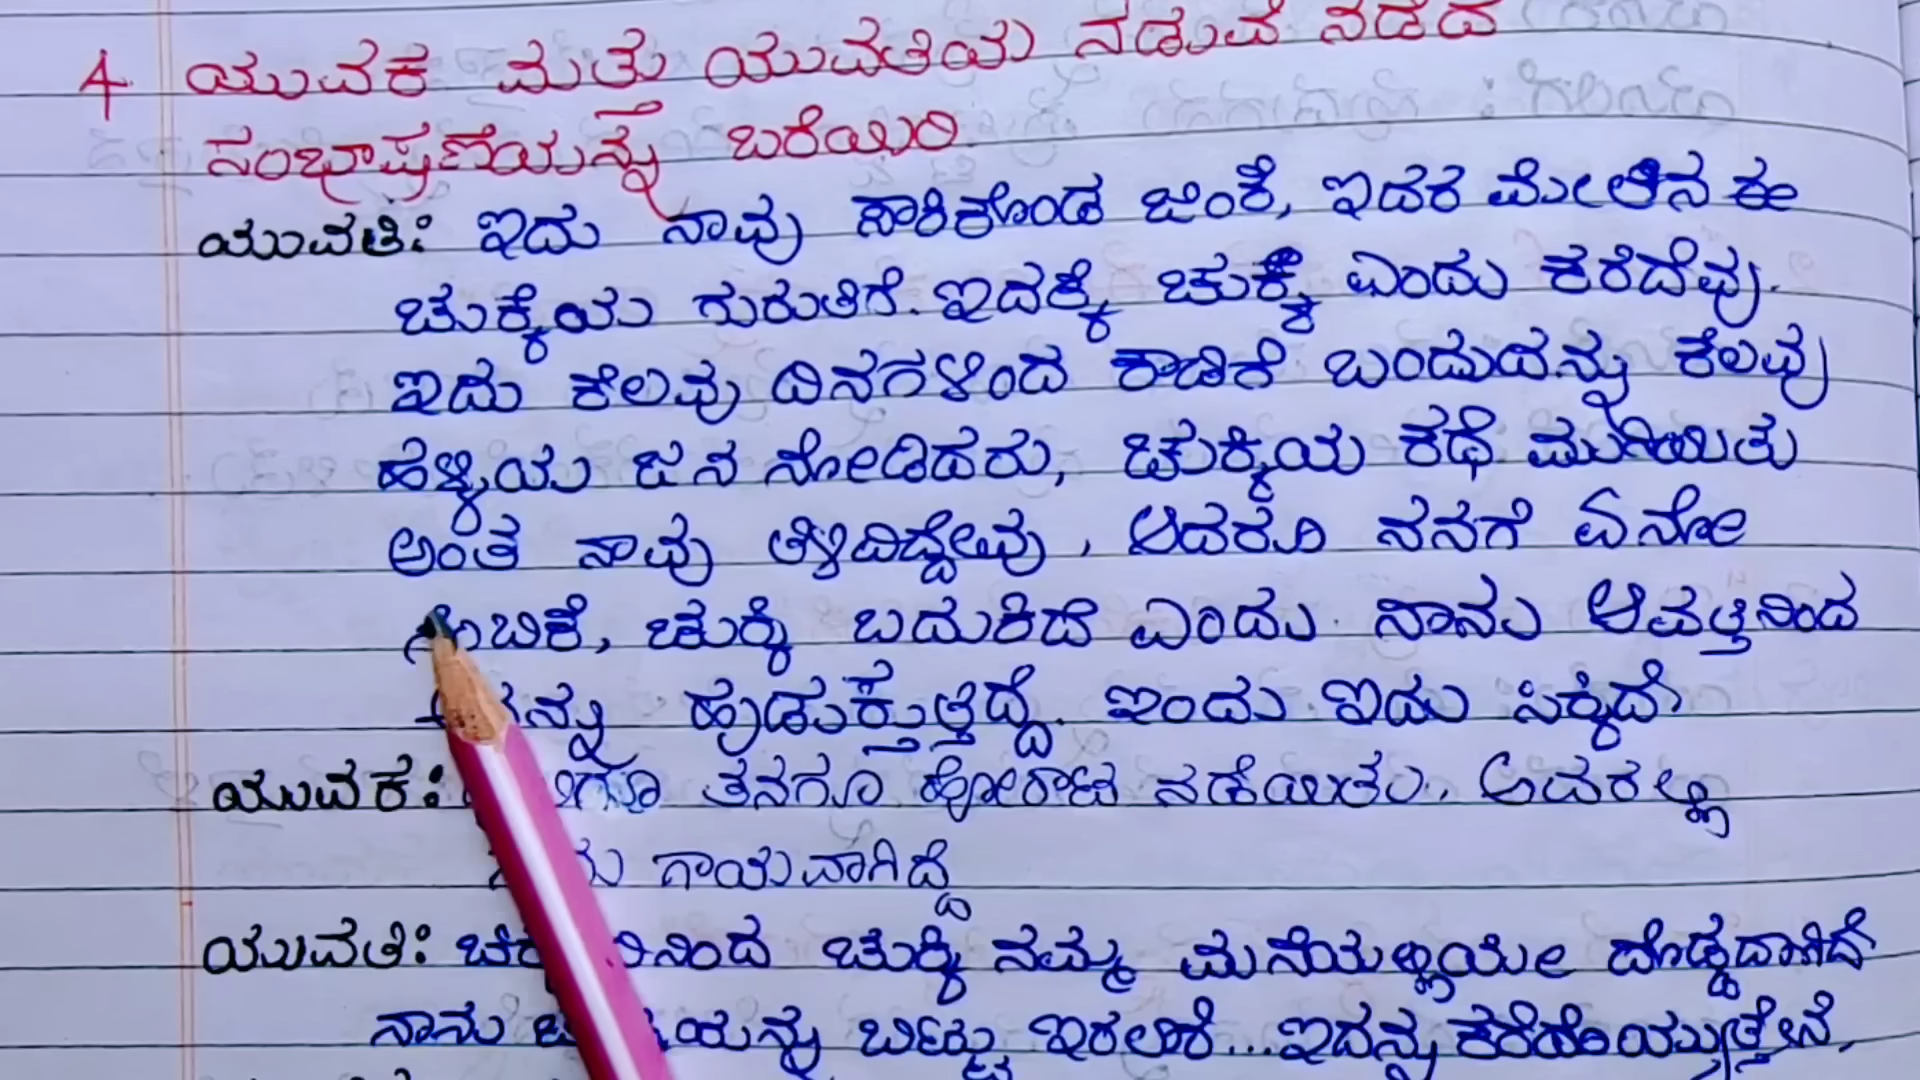 4 ಯುವಕ ಮತ್ತು ಯುವತಿಯ ನಡುವೆ ನಡೆದ
ಸಂಭಾಷಣೆಯನ್ನು ಬರೆಯಿರಿ
ಯುವತಿ: ಇದು ನಾವು ಸಾಕಿಕೊಂಡ ಜಿಂಕೆ, ಇದರ ಮೇಲಿನ ಈ
ಚುಕ್ಕೆಯ ಗುರುತಿಗೆ. ಇದಕ್ಕೆ ಚುಕ್ಕಿ ಎಂದು ಕರೆದೆವು.
ಇದು ಕೆಲವು ದಿನಗಳಿಂದ ಕಾಡಿಗೆ ಬಂದುದನ್ನು ಕೆಲವು
ಹಳ್ಳಿಯ ಜನ ನೋಡಿದರು, ಚುಕ್ಕಿಯ ಕಥೆ ಮುಗಿಯಿತು
ಅಂತ ನಾವು ತಿಳಿದಿದ್ದೇವು, ಆದರೂ ನನಗೆ ಏನೋ
ನಂಬಿಕೆ, ಚುಕ್ಕಿ ಬದುಕಿದೆ ಎಂದು. ನಾನು ಆವತ್ತಿನಿಂದ
ಹುಡುಕುತ್ತಿದ್ದೆ. ಇಂದು ಇದು ಸಿಕ್ಕಿದೆ
ಯುವಕ: ತನಗೂ ಹೋರಾಟ ನಡೆಯಿತು. ಅದರಲ್ಲಿ
ಗಾಯವಾಗಿದ್ದೆ
ಯುವತಿ: ಚುಕ್ಕಿ ನಮ್ಮ ಮನೆಯಲ್ಲಿಯೇ ದೊಡ್ಡದಾಗಿದೆ
ನಾನು ಬಿಟ್ಟು ಇರಲಾರೆ... ಇದನ್ನು ಕರೆದೊಯ್ಯುತ್ತೇನೆ,